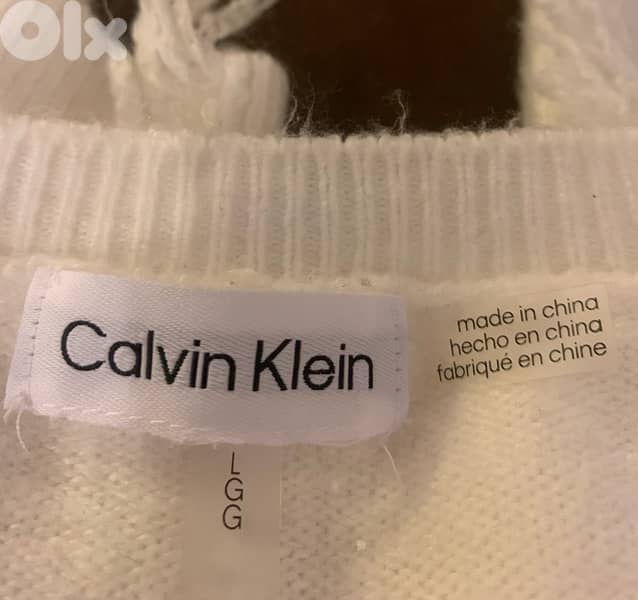 Olx
Calvin Klein
made in china
hecho en china
fabriqué en chine
L
G
G